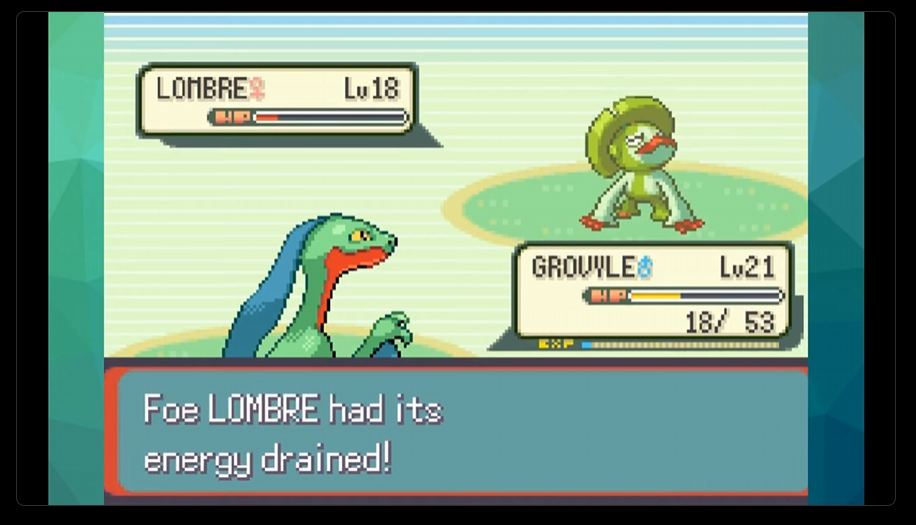 LOMBRE♀ Lv18
HP
GROVYLE♂ Lv21
HP
18/ 53
EXP
Foe LOMBRE had its
energy drained!